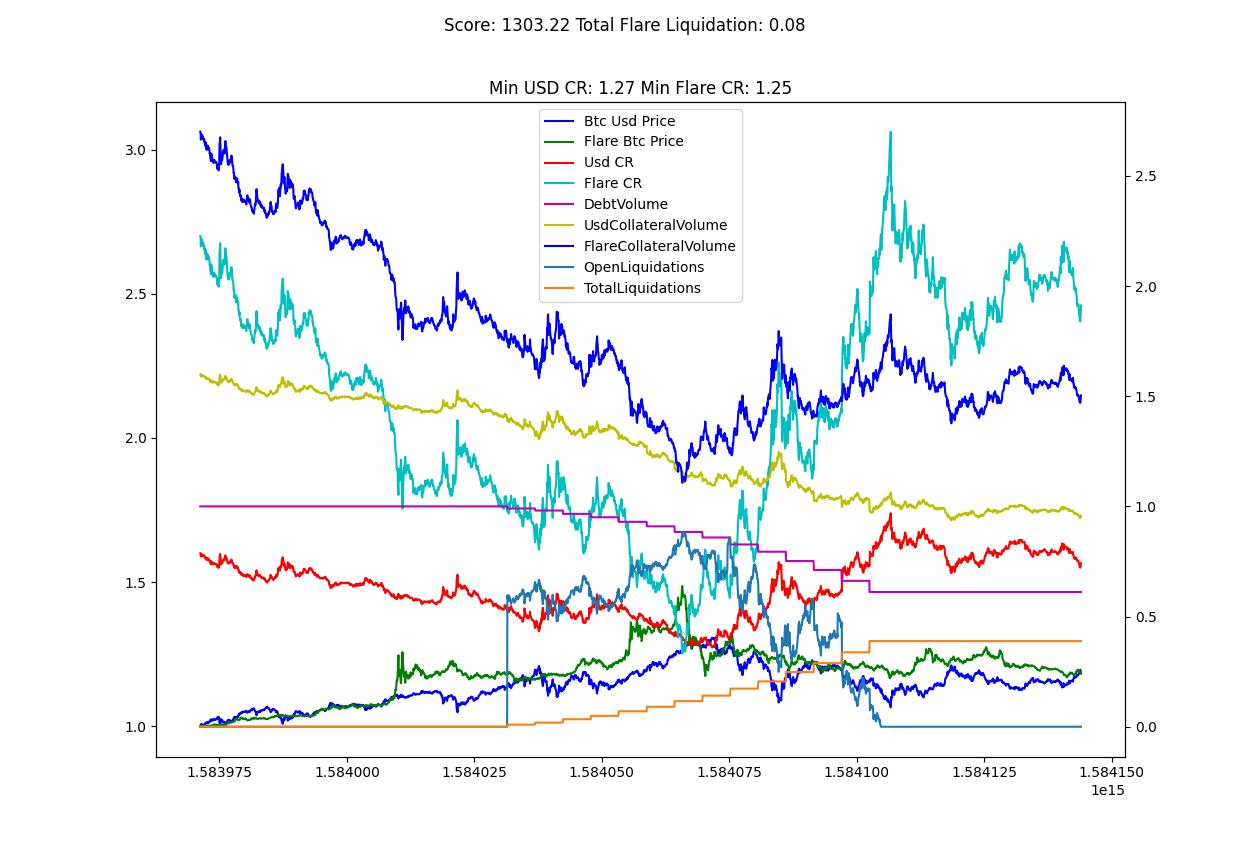 Score: 1303.22 Total Flare Liquidation: 0.08
Min USD CR: 1.27 Min Flare CR: 1.25
Btc Usd Price
Flare Btc Price
Usd CR
Flare CR
DebtVolume
UsdCollateralVolume
FlareCollateralVolume
OpenLiquidations
TotalLiquidations
3.0
2.5
2.0
1.5
1.0
2.5
2.0
1.5
1.0
0.5
0.0
1.583975 1.584000 1.584025 1.584050 1.584075 1.584100 1.584125 1.584150
1e15